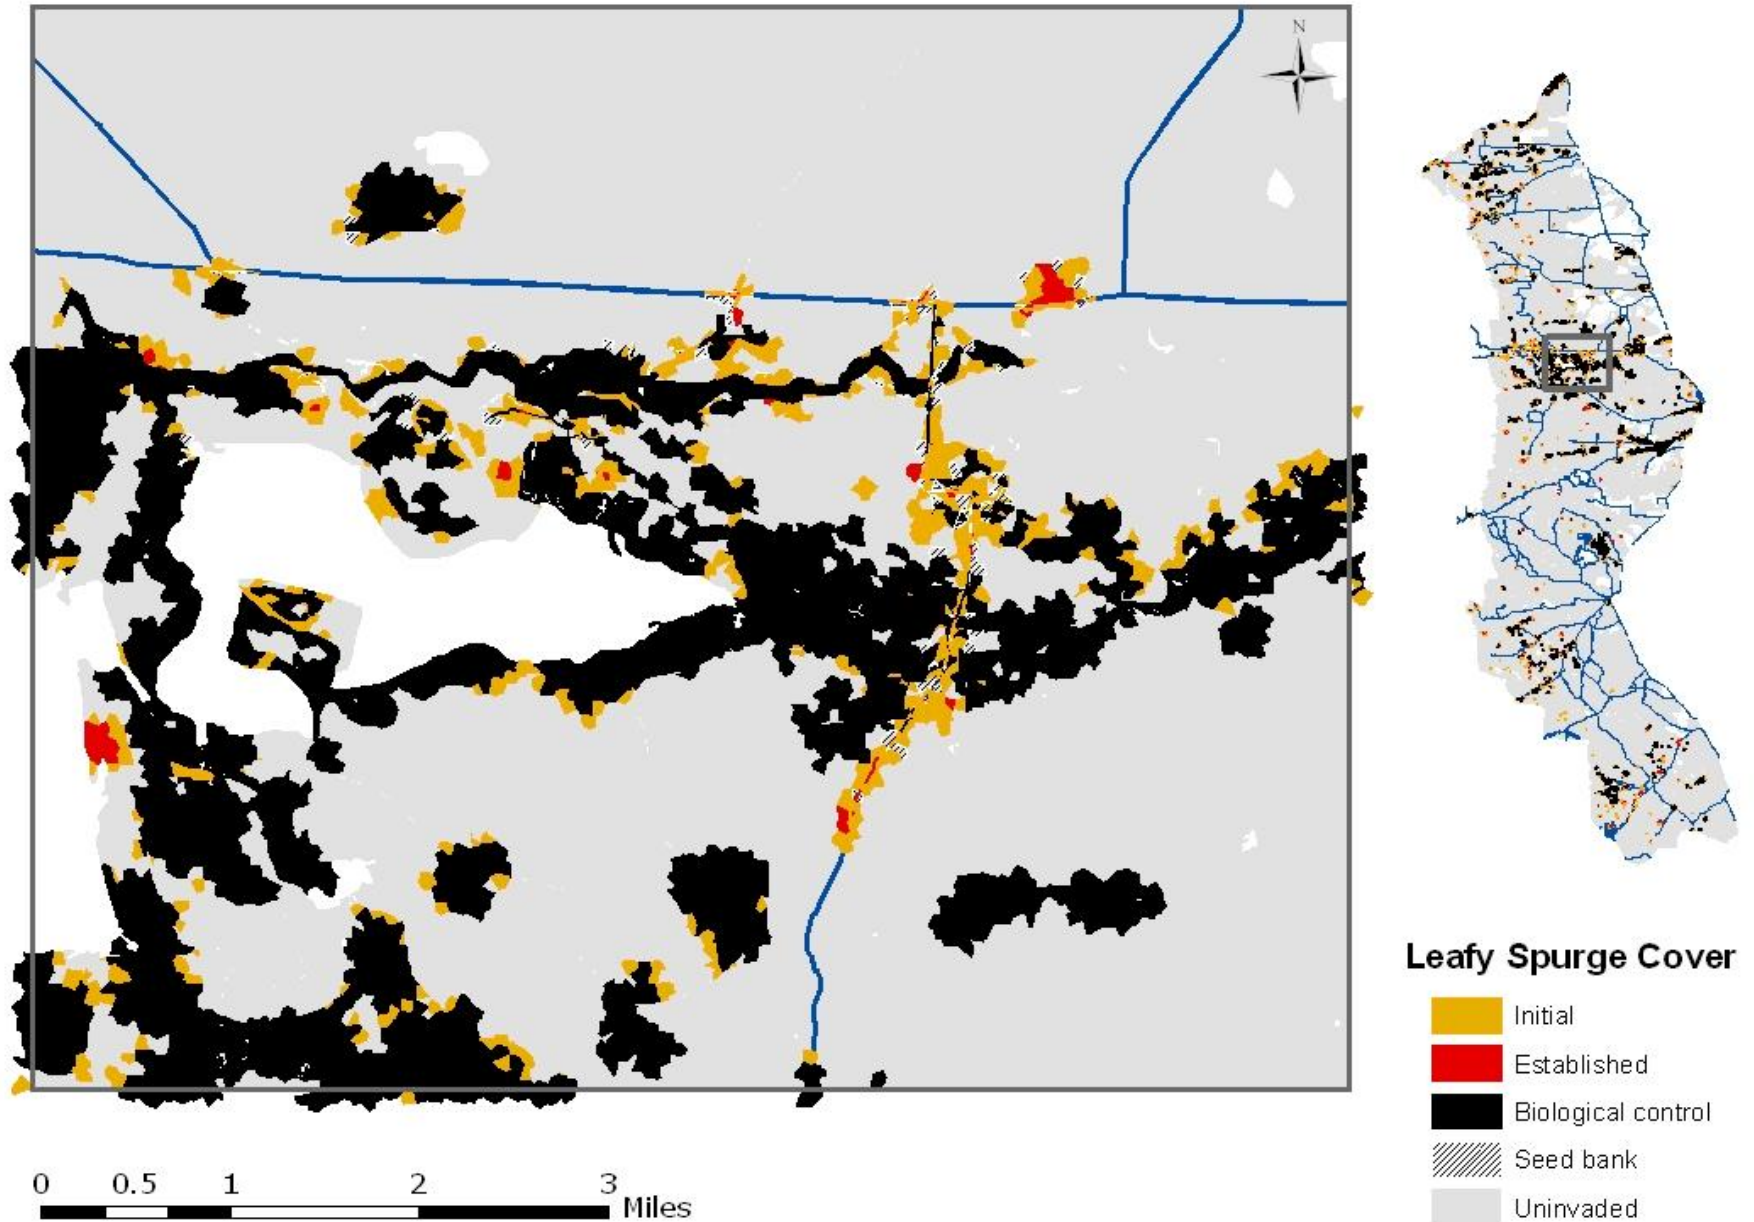 N
Leafy Spurge Cover
Initial
Established
Biological control
Seed bank
Uninvaded
0 0.5 1 2 3
Miles